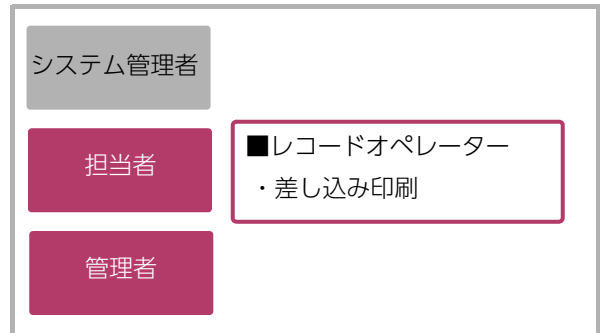 システム管理者
担当者
■レコードオペレーター
・差し込み印刷
管理者